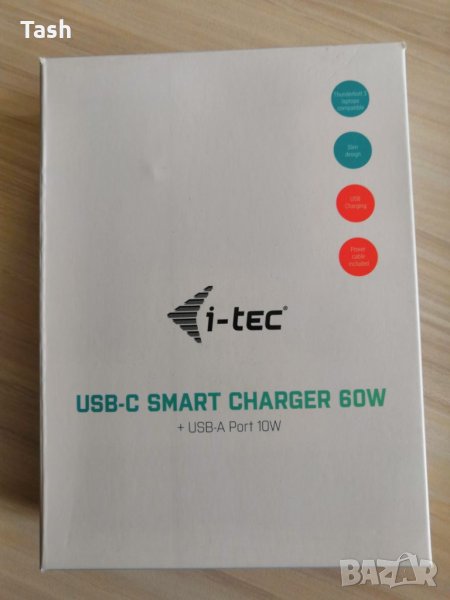 Tash
Thunderbolt 3
laptops
compatible
Slim
design
USB
Charging
Power
cable
included
i-tec®
USB-C SMART CHARGER 60W
+ USB-A Port 10W
BAZAR